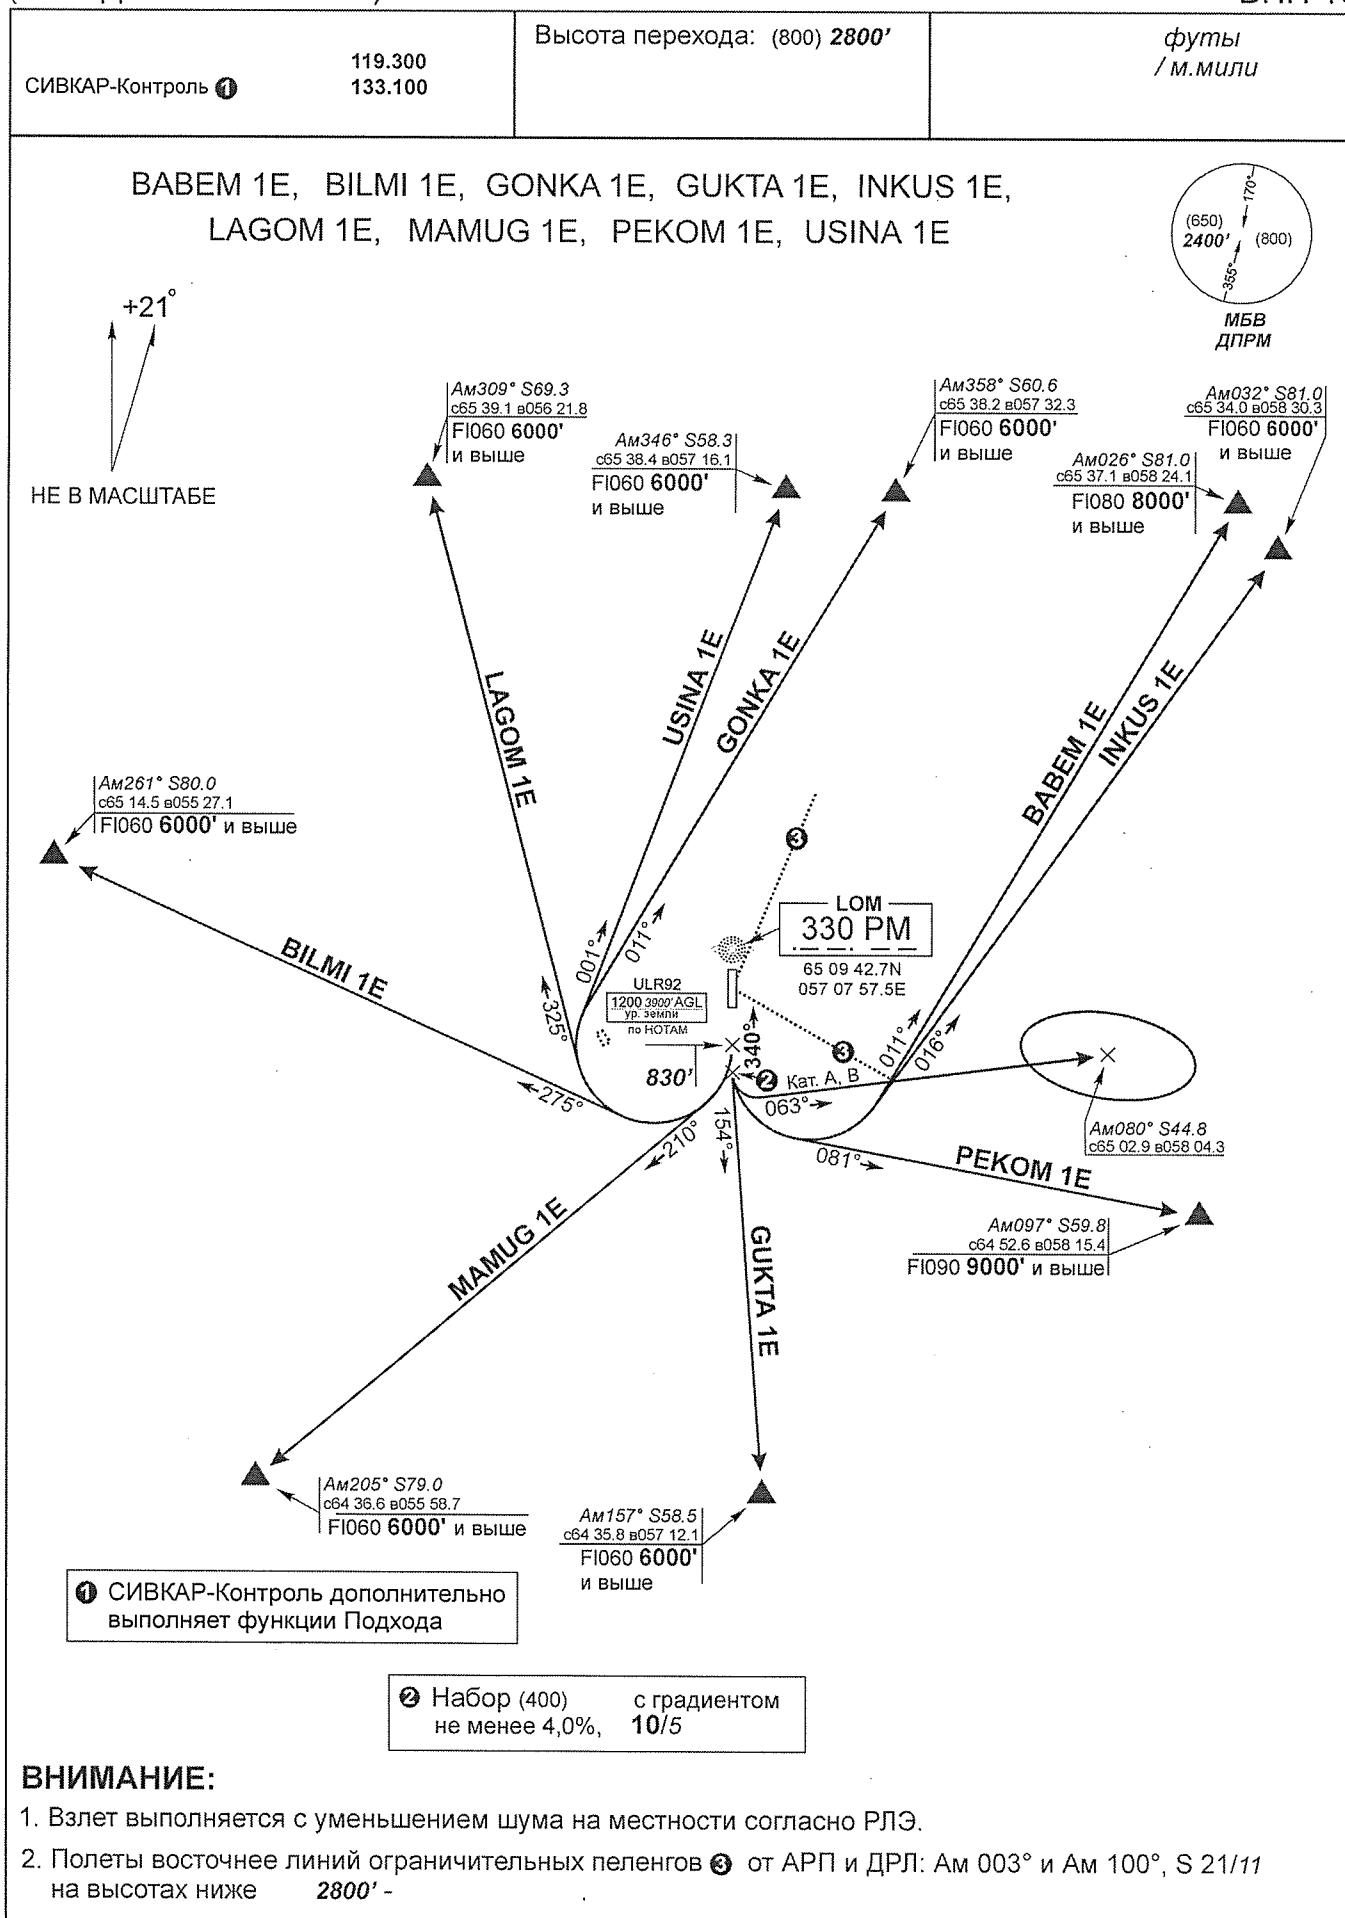 119.300
СИВКАР-Контроль ❶ 133.100
Высота перехода: (800) 2800'
футы
/ м.мили
BABEM 1E, BILMI 1E, GONKA 1E, GUKTA 1E, INKUS 1E,
LAGOM 1E, MAMUG 1E, PEKOM 1E, USINA 1E
170°
(650)
2400'
(800)
355°
МБВ
ДПРМ
+21°
НЕ В МАСШТАБЕ
Ам309° S69.3
с65 39.1 в056 21.8
Fl060 6000'
и выше
Ам346° S58.3
с65 38.4 в057 16.1
Fl060 6000'
и выше
Ам358° S60.6
с65 38.2 в057 32.3
Fl060 6000'
и выше
Ам032° S81.0
с65 34.0 в058 30.3
Fl060 6000'
и выше
Ам026° S81.0
с65 37.1 в058 24.1
Fl080 8000'
и выше
LAGOM 1E
USINA 1E
GONKA 1E
BABEM 1E
INKUS 1E
Ам261° S80.0
с65 14.5 в055 27.1
Fl060 6000' и выше
BILMI 1E
❸
LOM
330 PM
65 09 42.7N
057 07 57.5E
001°
011°
325°
275°
ULR92
1200 3900' AGL
ур. земли
по НОТАМ
830'
340°
❸
❷ Кат. A, B
011°
016°
063°
210°
154°
081°
Ам080° S44.8
с65 02.9 в058 04.3
PEKOM 1E
Ам097° S59.8
с64 52.6 в058 15.4
Fl090 9000' и выше
MAMUG 1E
GUKTA 1E
Ам205° S79.0
с64 36.6 в055 58.7
Fl060 6000' и выше
Ам157° S58.5
с64 35.8 в057 12.1
Fl060 6000'
и выше
❶ СИВКАР-Контроль дополнительно
выполняет функции Подхода
❷ Набор (400) с градиентом
не менее 4,0%, 10/5
ВНИМАНИЕ:
1. Взлет выполняется с уменьшением шума на местности согласно РЛЭ.
2. Полеты восточнее линий ограничительных пеленгов ❸ от АРП и ДРЛ: Ам 003° и Ам 100°, S 21/11
на высотах ниже 2800' -